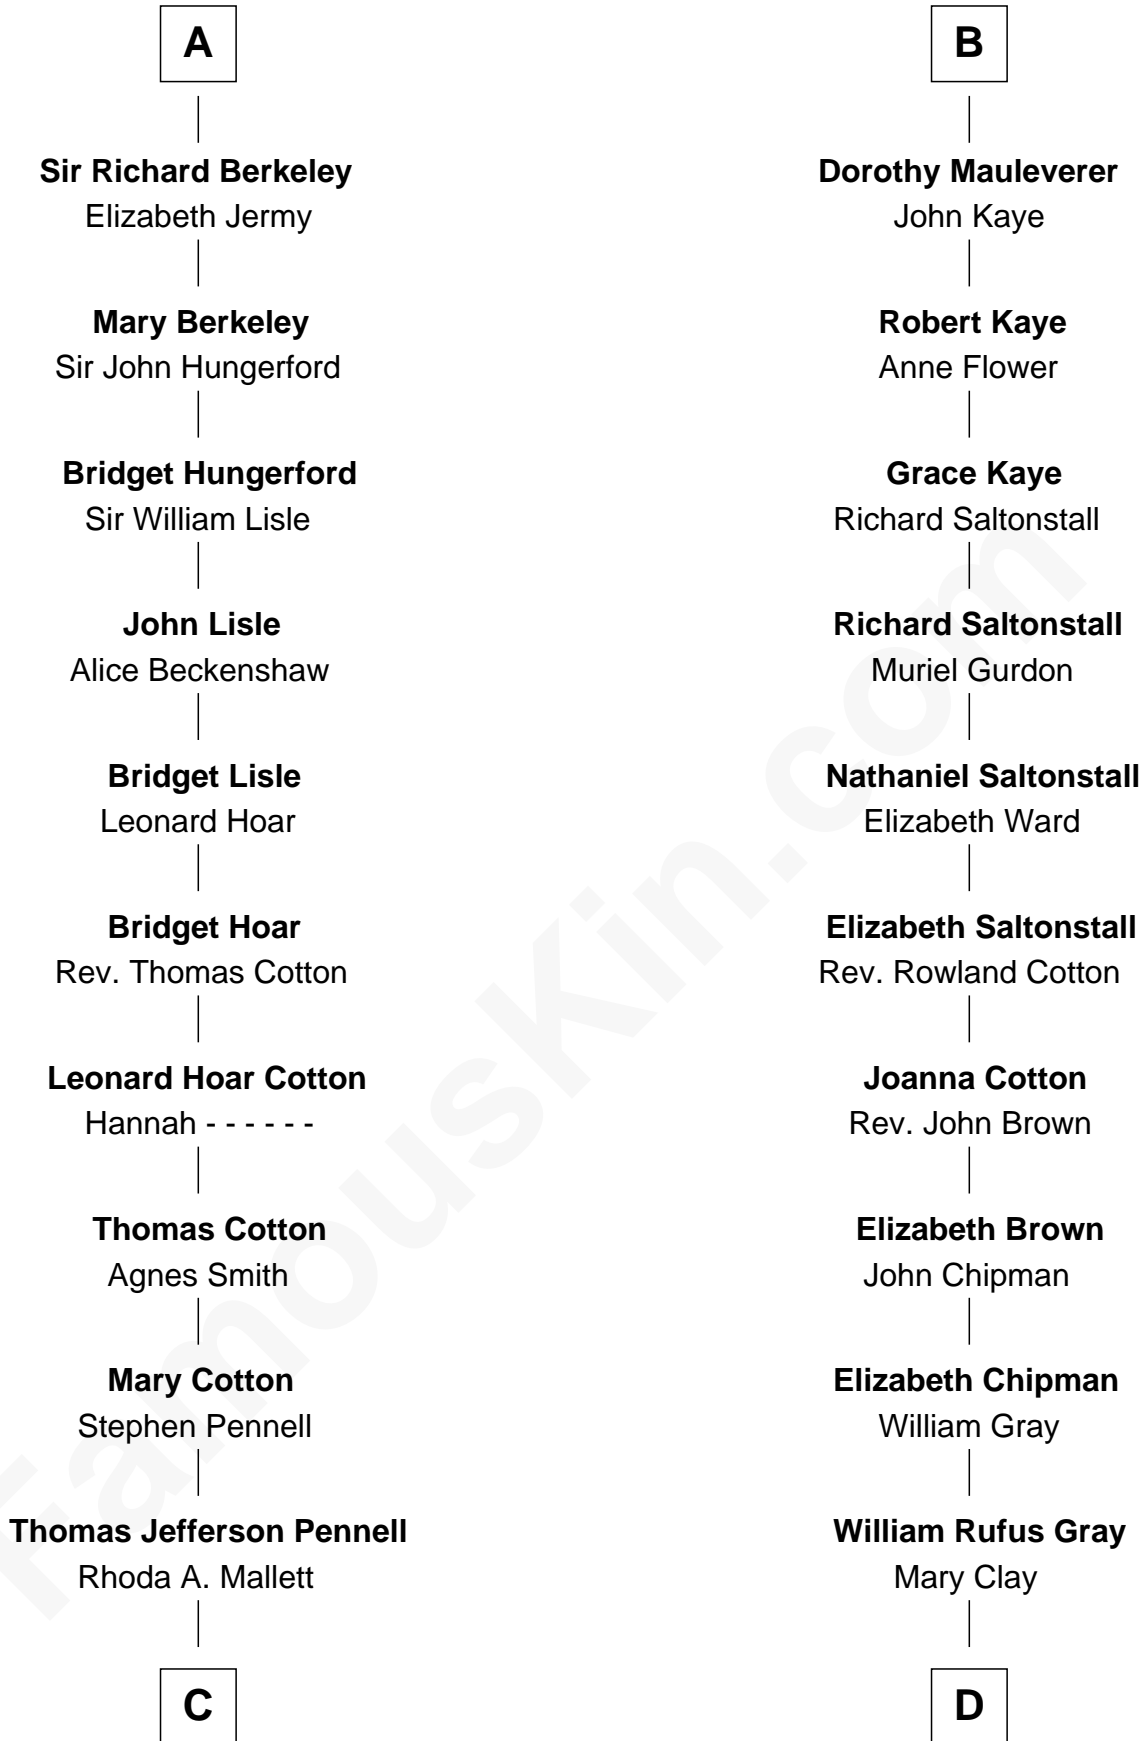 A
Sir Richard Berkeley
Elizabeth Jermy
Mary Berkeley
Sir John Hungerford
Bridget Hungerford
Sir William Lisle
John Lisle
Alice Beckenshaw
Bridget Lisle
Leonard Hoar
Bridget Hoar
Rev. Thomas Cotton
Leonard Hoar Cotton
Hannah - - - - - -
Thomas Cotton
Agnes Smith
Mary Cotton
Stephen Pennell
Thomas Jefferson Pennell
Rhoda A. Mallett
C
B
Dorothy Mauleverer
John Kaye
Robert Kaye
Anne Flower
Grace Kaye
Richard Saltonstall
Richard Saltonstall
Muriel Gurdon
Nathaniel Saltonstall
Elizabeth Ward
Elizabeth Saltonstall
Rev. Rowland Cotton
Joanna Cotton
Rev. John Brown
Elizabeth Brown
John Chipman
Elizabeth Chipman
William Gray
William Rufus Gray
Mary Clay
D
FamousKin.com